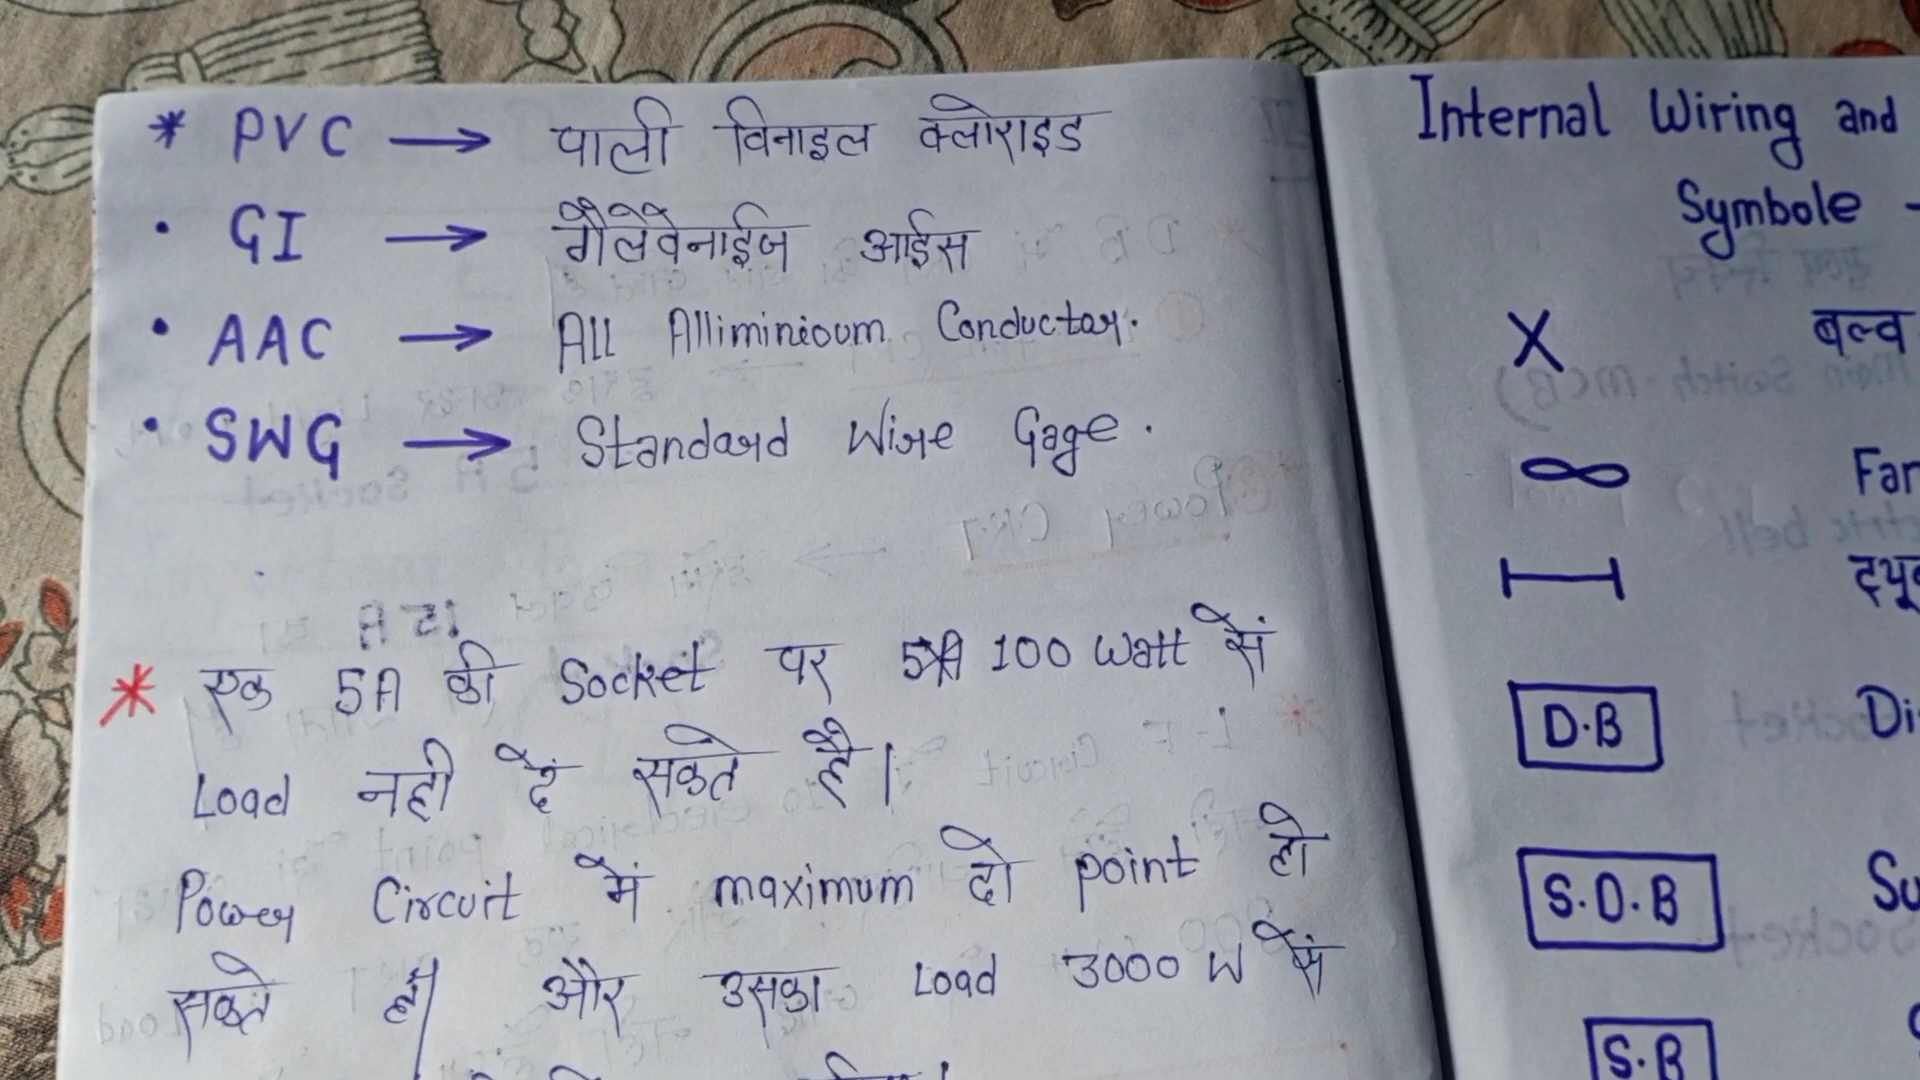 * PVC → पाली विनाइल क्लोराइड
• GI → गैलेवेनाईज आईस
• AAC → All Alliminioum Conductor.
• SWG → Standard Wire Gage.
* एक 5A की Socket पर 100 Watt सें
Load नही दें सकते है।
Power Circuit में maximum दो point हो
सकते हैं। और उसका Load 3000 W सें
Internal Wiring and
Symbole -
X बल्व
D.B
S.D.B
S.B